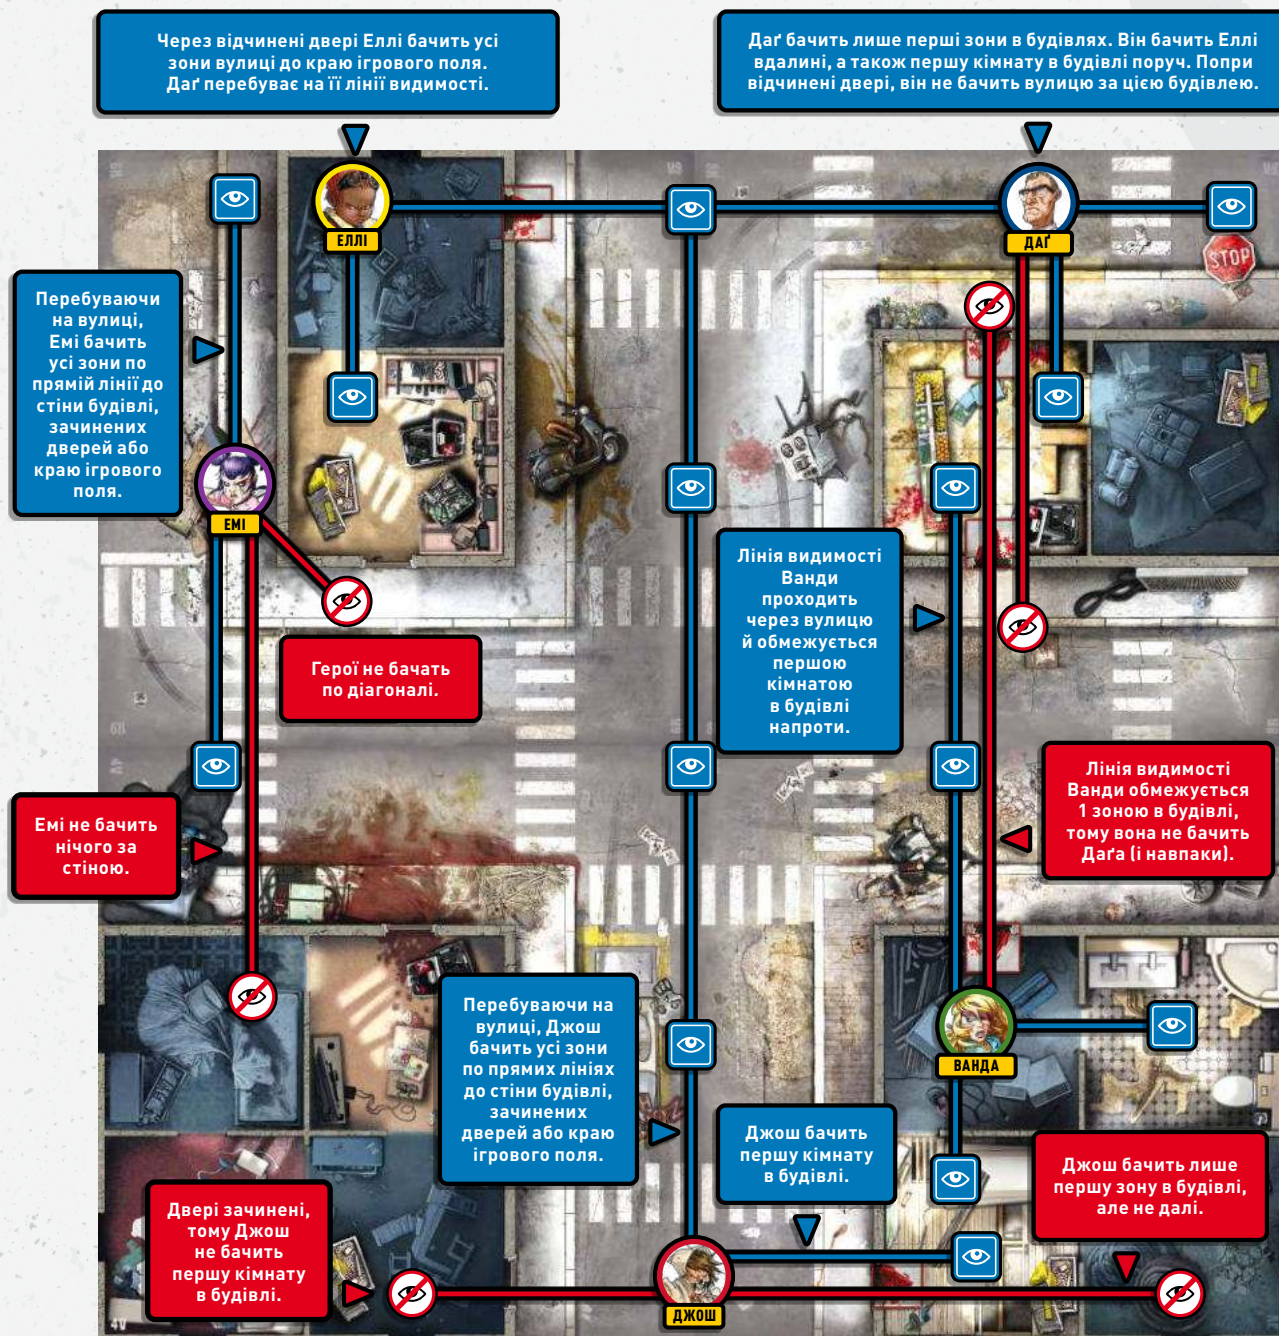 Через відчинені двері Еллі бачить усі
зони вулиці до краю ігрового поля.
Даґ перебуває на її лінії видимості.
Даґ бачить лише перші зони в будівлях. Він бачить Еллі
вдалині, а також першу кімнату в будівлі поруч. Попри
відчинені двері, він не бачить вулицю за цією будівлею.
ЕЛЛІ
ДАҐ
STOP
Перебуваючи
на вулиці,
Емі бачить
усі зони по
прямій лінії до
стіни будівлі,
зачинених
дверей або
краю ігрового
поля.
ЕМІ
Лінія видимості
Ванди
проходить
через вулицю
й обмежується
першою
кімнатою
в будівлі
напроти.
Герої не бачать
по діагоналі.
Лінія видимості
Ванди обмежується
1 зоною в будівлі,
тому вона не бачить
Даґа (і навпаки).
Емі не бачить
нічого за
стіною.
Перебуваючи на
вулиці, Джош
бачить усі зони
по прямих лініях
до стіни будівлі,
зачинених
дверей або краю
ігрового поля.
ВАНДА
Джош бачить
першу кімнату
в будівлі.
Джош бачить лише
першу зону в будівлі,
але не далі.
Двері зачинені,
тому Джош
не бачить
першу кімнату
в будівлі.
ДЖОШ